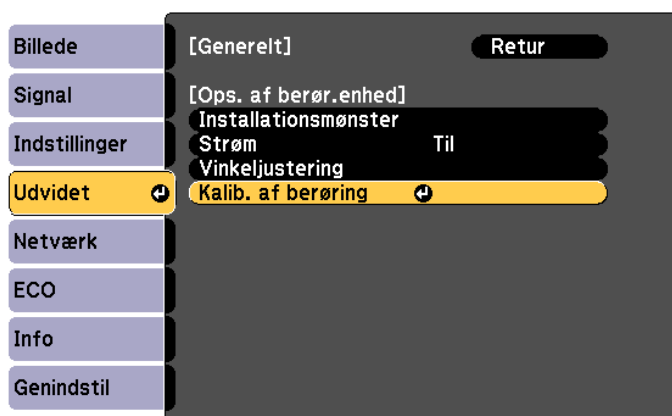 Billede
Signal
Indstillinger
Udvidet
Netværk
ECO
Info
Genindstil
[Generelt] Retur
[Ops. af berør.enhed]
Installationsmønster
Strøm Til
Vinkeljustering
Kalib. af berøring